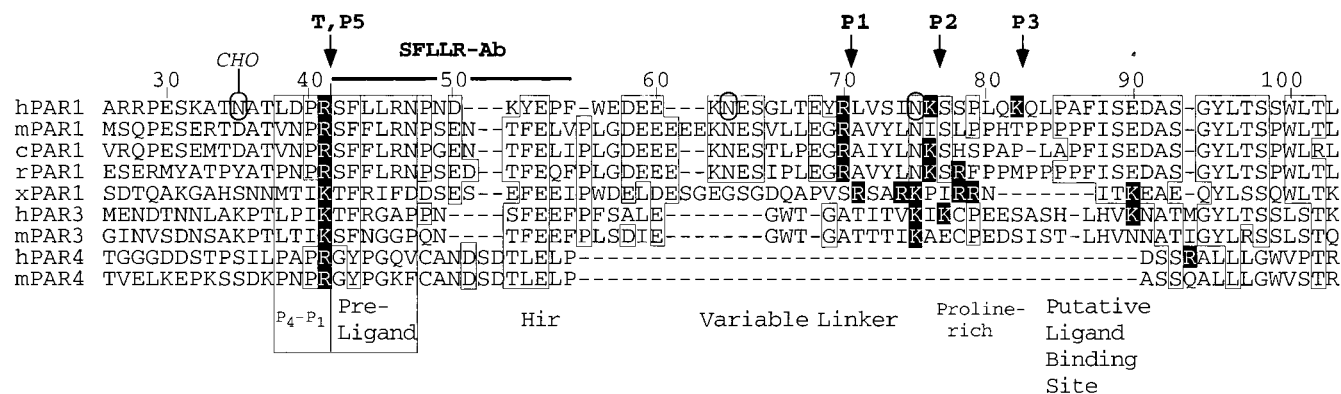 T,P5 P1 P2 P3
CHO SFLLR-Ab
30 40 50 60 70 80 90 100
hPAR1 ARRPESKATNATLDPRSFLLRNPND---KYEPF-WEDEE--KNESGLTEYRLVSINKSSPLQKQLPAFISEDAS-GYLTSSWLTL
mPAR1 MSQPESERTDATVNPRSFFLRNPSEN--TFELVPLGDEEEEEKNESVLLEGRAVYLNISLPPHTPPPPFISEDAS-GYLTSPWLTL
cPAR1 VRQPESEMTDATVNPRSFFLRNPGEN--TFELIPLGDEEE-EKNESTLPEGRAIYLNKSHSPAP-LAPFISEDAS-GYLTSPWLRL
rPAR1 ESERMYATPYATPNPRSFFLRNPSED--TFEQFPLGDEEE-EKNESIPLEGRAVYLNKSRFPPMPPPPFISEDAS-GYLTSPWLTL
xPAR1 SDTQAKGAHSNNMTIKTFRIFDDSES--EFEEIPWDELDESGEGSGDQAPVSRSARKPIRRN-------ITKEAE-QYLSSQWLTK
hPAR3 MENDTNNLAKPTLPIKTFRGAPPN----SFEEFPFSALE------GWT-GATITVKIKCPEESASH-LHVKNATMGYLTSSLSTK
mPAR3 GINVSDNSAKPTLTIKSFNGGPQN----TFEEFPLSDIE------GWT-GATTTIKAECPEDSIST-LHVNNATIGYLRSSLSTQ
hPAR4 TGGGDDSTPSILPAPRGYPGQVCANDSDTLELP---------------------------------DSSRALLLGWVPTR
mPAR4 TVELKEPKSSDKPNPRGYPGKFCANDSDTLELP---------------------------------ASSQALLLGWVSTR
P4-P1 Pre- Hir Variable Linker Proline- Putative
Ligand rich Ligand
Binding
Site